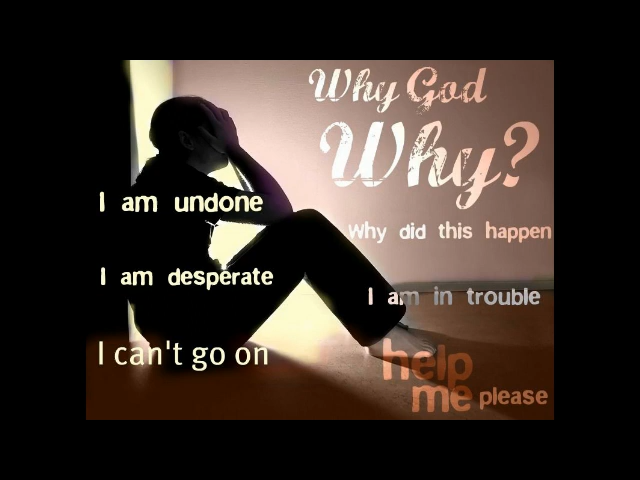 Why God
Why?
I am undone
Why did this happen
I am desperate
I am in trouble
I can't go on
help
me please